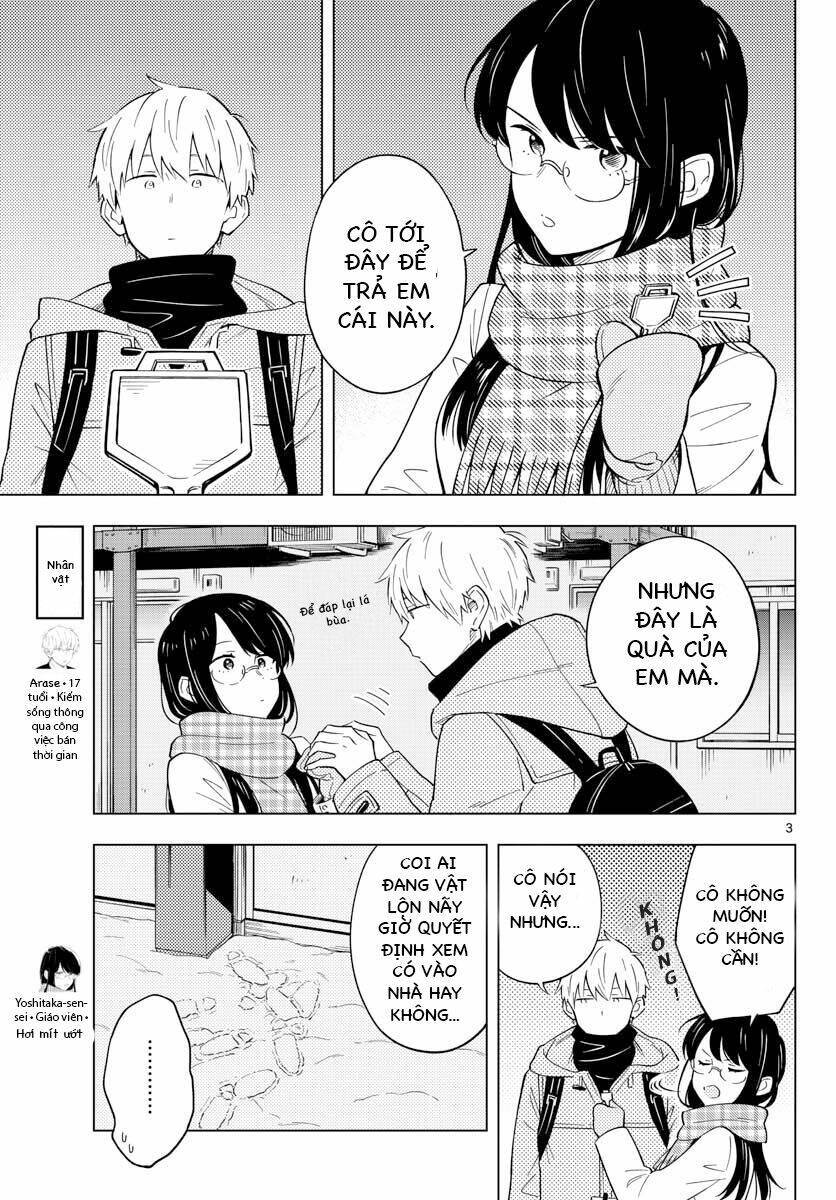 CÔ TỚI
ĐÂY ĐỂ
TRẢ EM
CÁI NÀY.
Nhân
vật
Arase • 17
tuổi • Kiếm
sống thông
qua công
việc bán
thời gian
NHƯNG
ĐÂY LÀ
QUÀ CỦA
EM MÀ.
Để đáp lại lá
bùa.
3
CÔ KHÔNG
MUỐN!
CÔ KHÔNG
CẦN!
KHÔNG!
CÔ NÓI
VẬY
NHƯNG...
COI AI
ĐANG VẬT
LỘN NÃY
GIỜ QUYẾT
ĐỊNH XEM
CÓ VÀO
NHÀ HAY
KHÔNG...
.........
Yoshitaka-sen-
sei • Giáo viên •
Hơi mít ướt